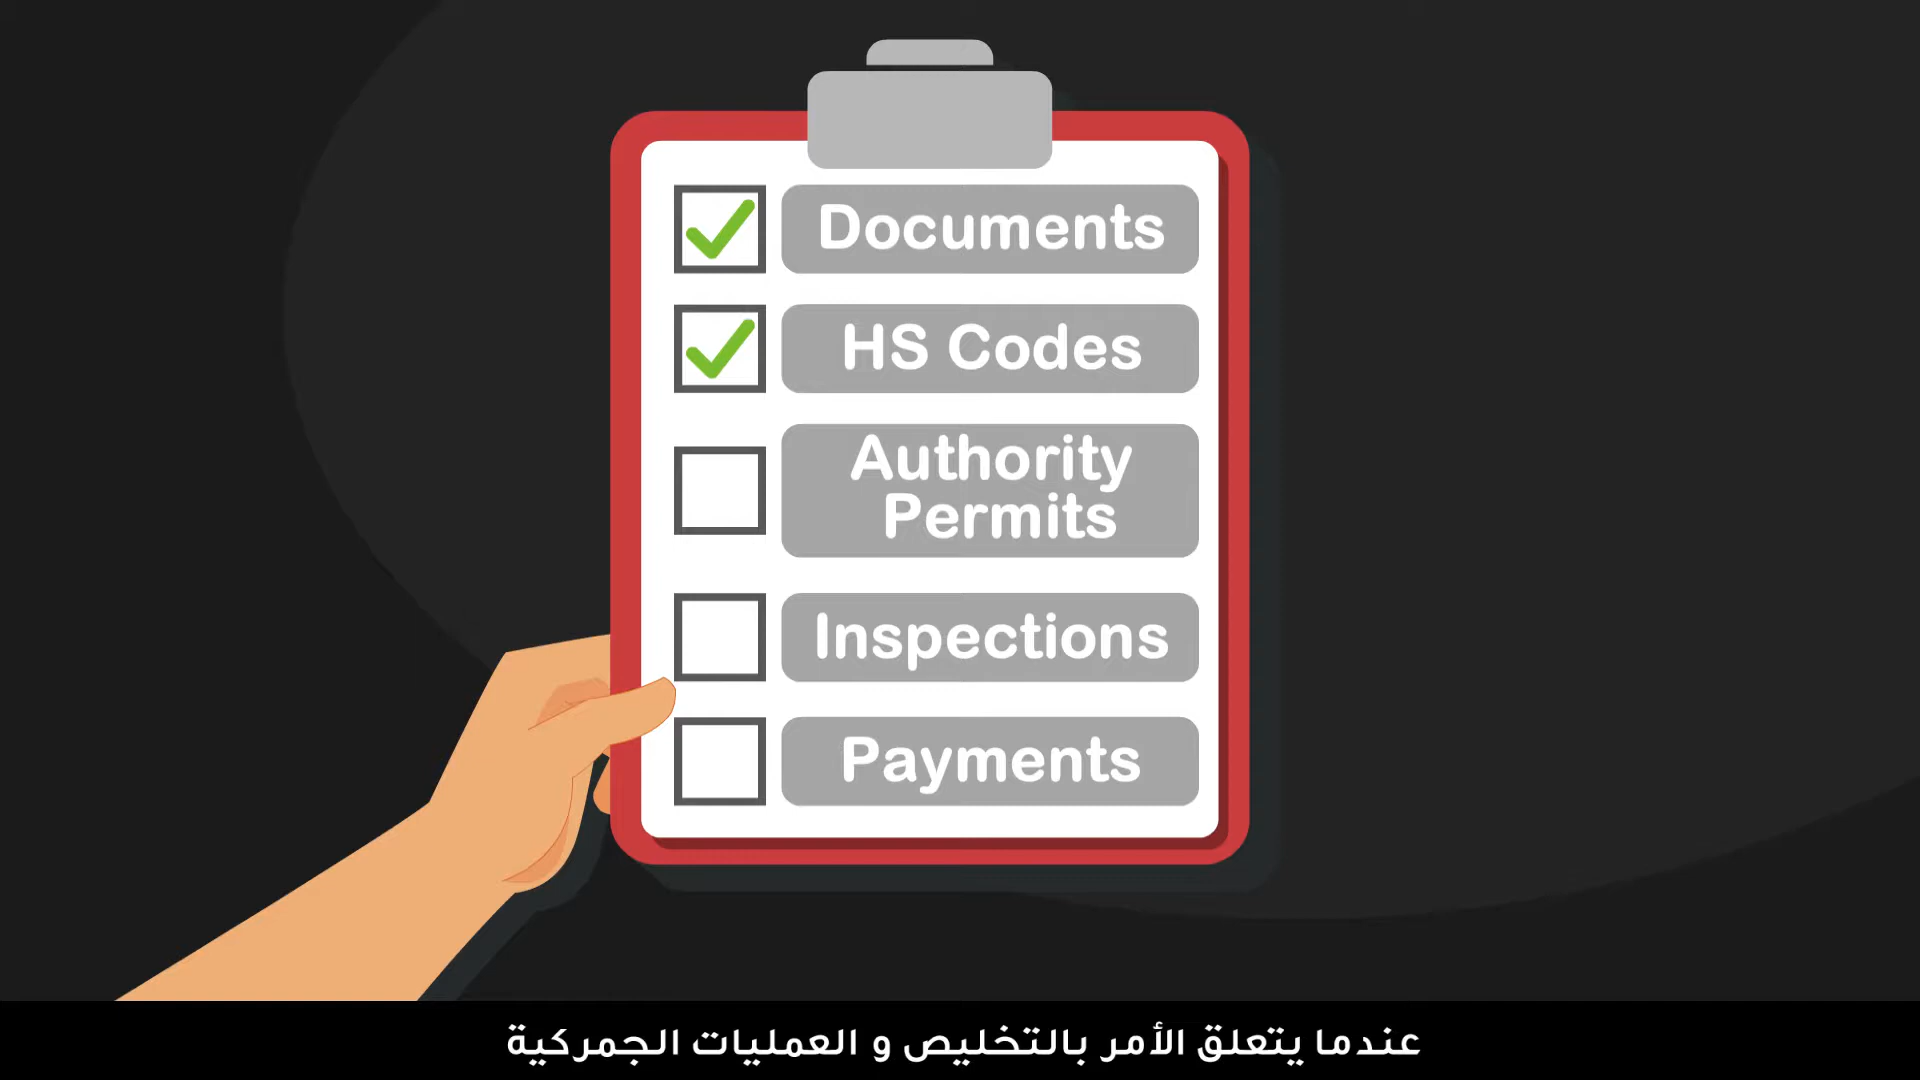 Documents
HS Codes
Authority
Permits
Inspections
Payments
عندما يتعلق الأمر بالتخليص و العمليات الجمركية